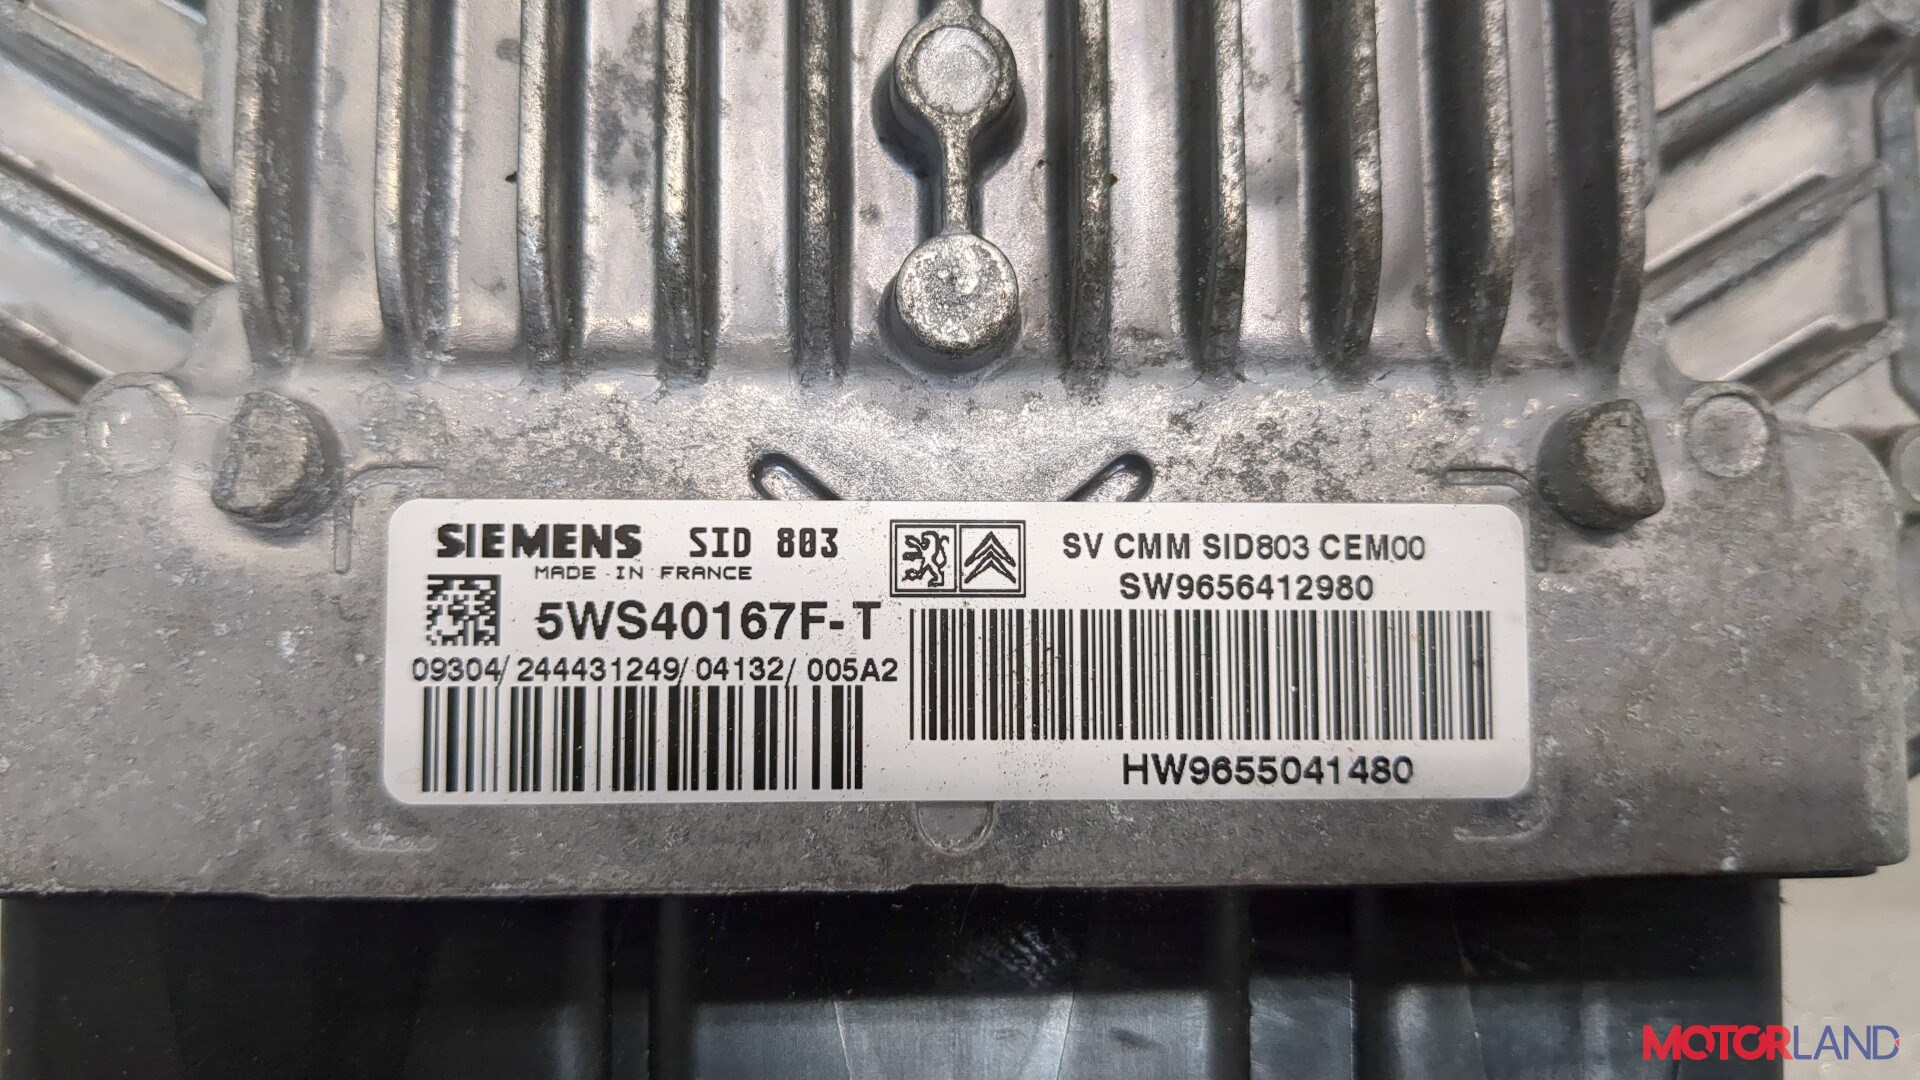 SIEMENS SID 803
MADE IN FRANCE
5WS40167F-T
09304/244431249/04132/005A2
SV CMM SID803 CEM00
SW9656412980
HW9655041480
MOTORLAND